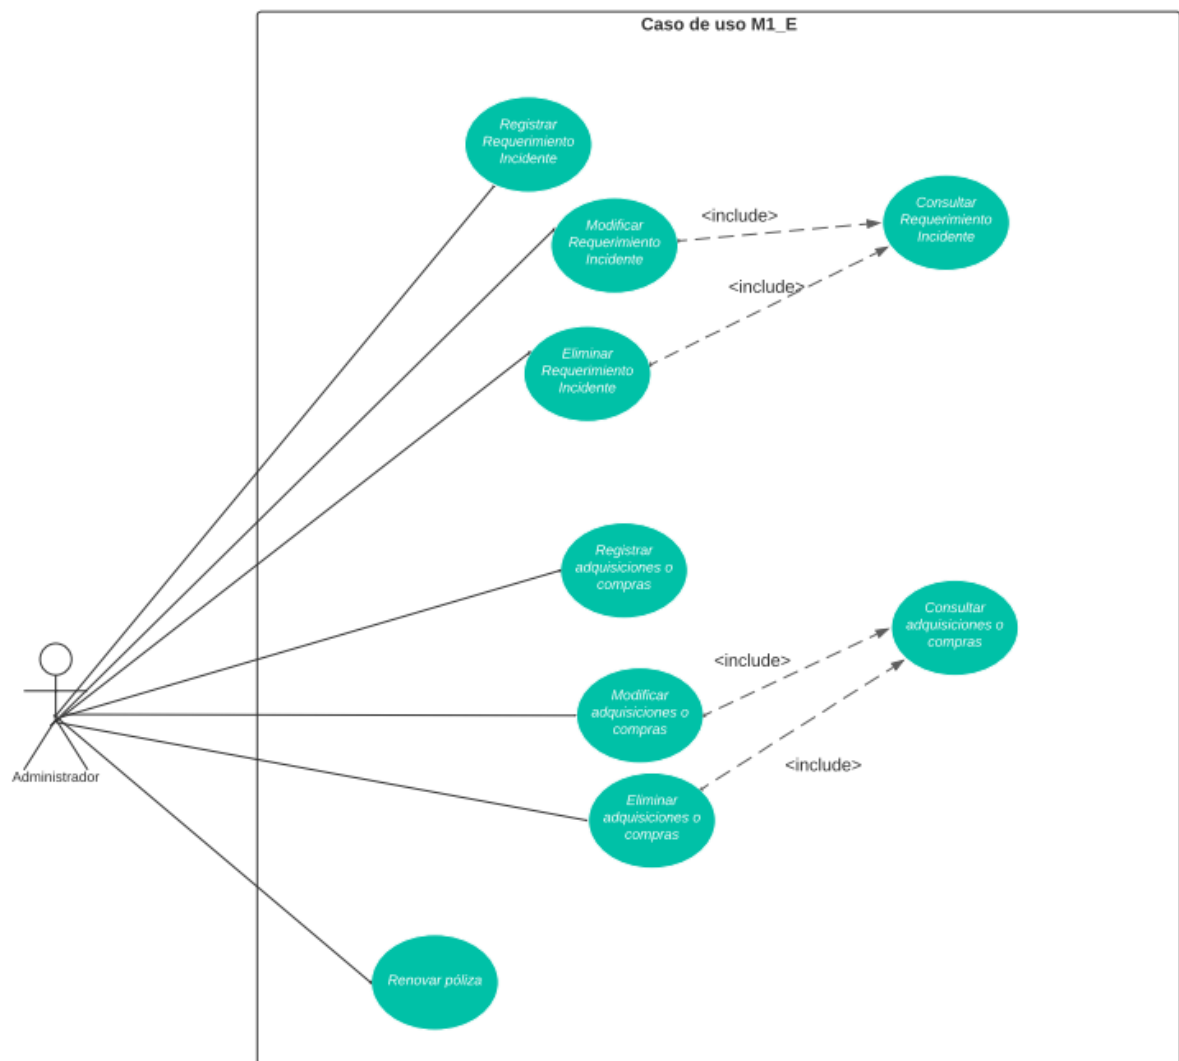 Caso de uso M1_E
Registrar
Requerimiento
Incidente
Modificar
Requerimiento
Incidente
<include>
Consultar
Requerimiento
Incidente
<include>
Eliminar
Requerimiento
Incidente
Registrar
adquisiciones o
compras
Consultar
adquisiciones o
compras
<include>
Modificar
adquisiciones o
compras
<include>
Administrador
Eliminar
adquisiciones o
compras
Renovar póliza